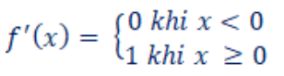 f'(x) = {0 khi x < 0
1 khi x ≥ 0